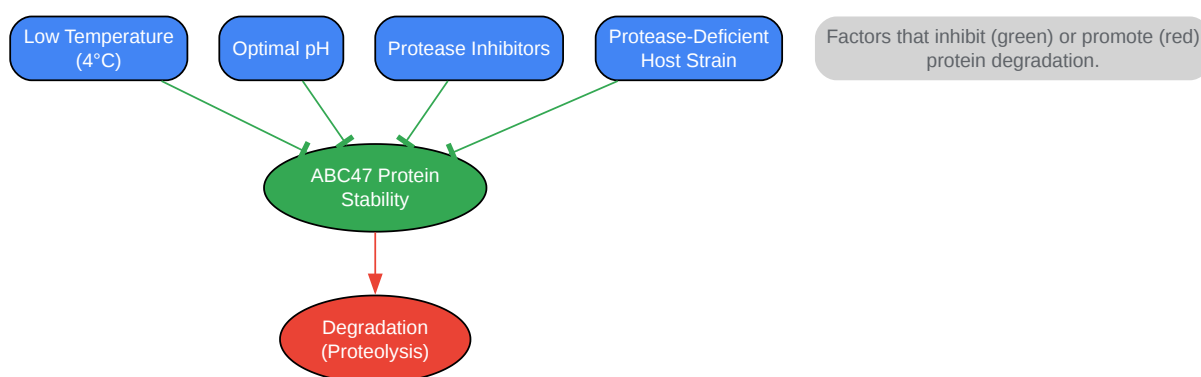 Low Temperature
(4°C)
Optimal pH
Protease Inhibitors
Protease-Deficient
Host Strain
Factors that inhibit (green) or promote (red)
protein degradation.
ABC47 Protein
Stability
Degradation
(Proteolysis)